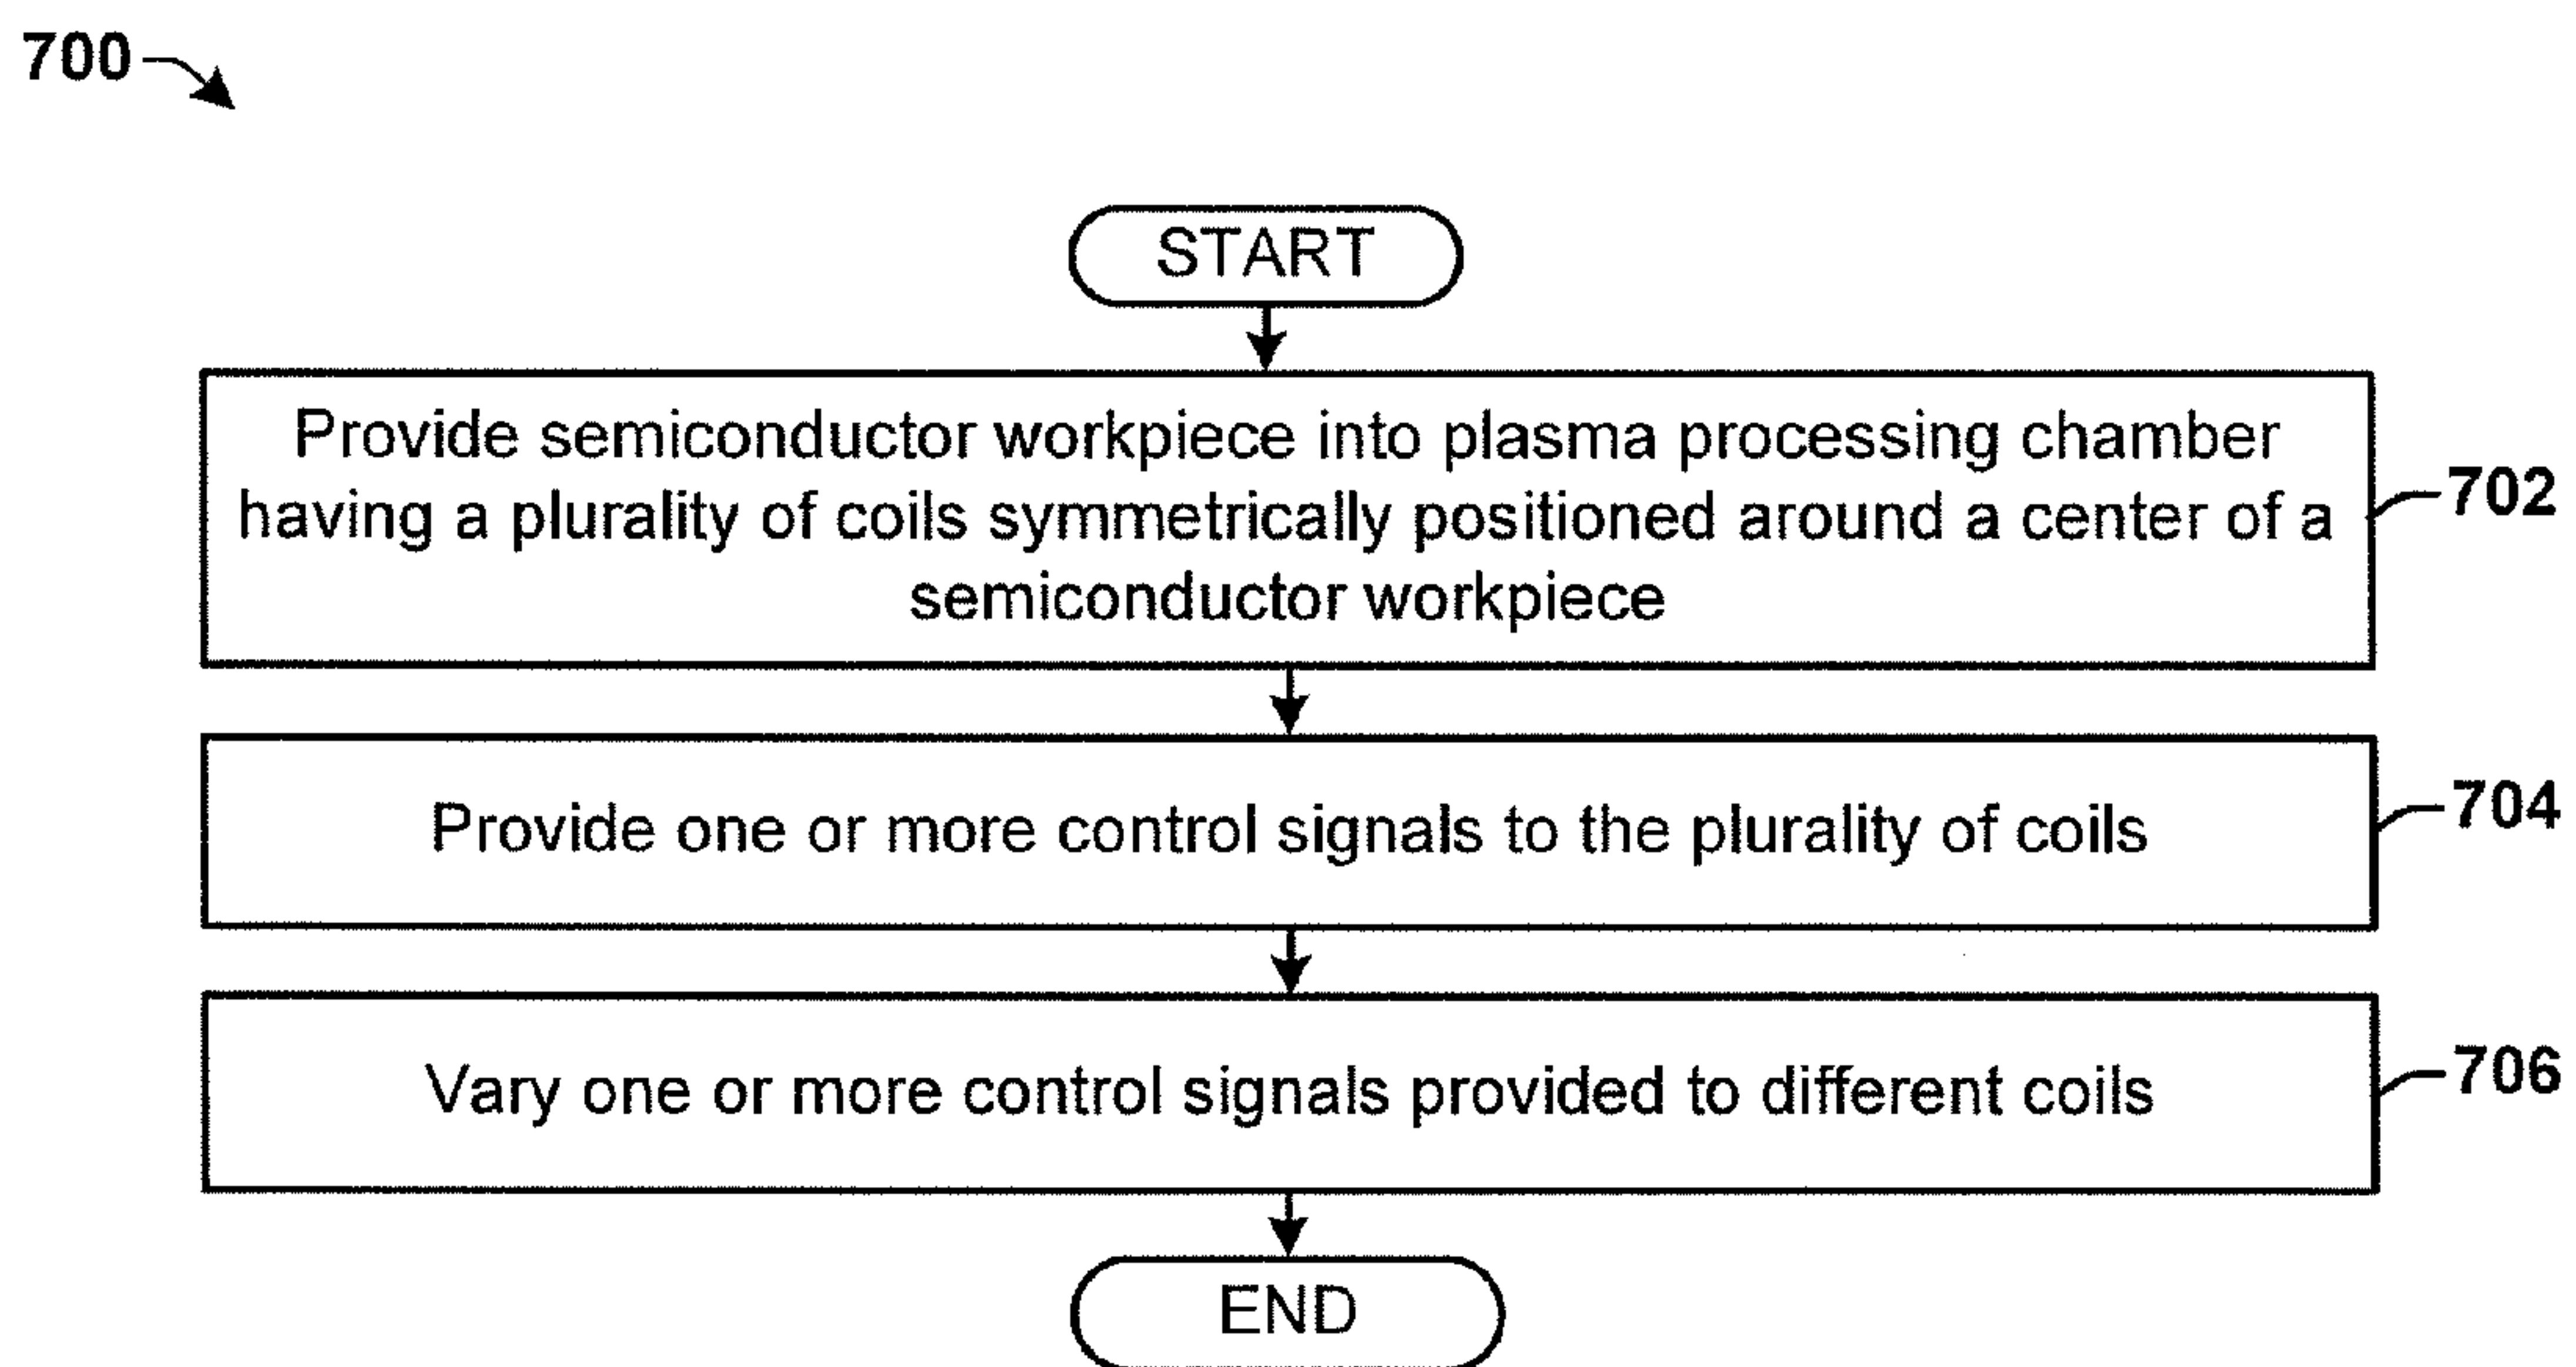 700
START
Provide semiconductor workpiece into plasma processing chamber
having a plurality of coils symmetrically positioned around a center of a
semiconductor workpiece
702
Provide one or more control signals to the plurality of coils
704
Vary one or more control signals provided to different coils
706
END